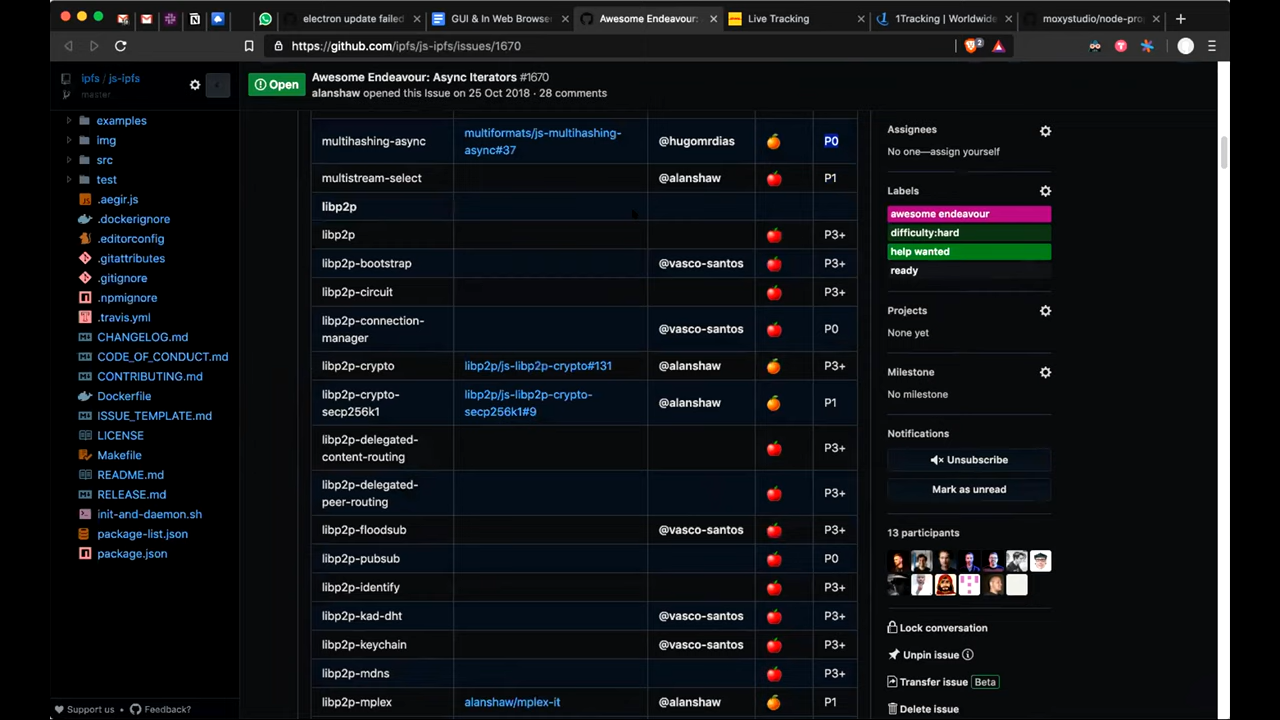 electron update failed
GUI & In Web Browse
Awesome Endeavour:
Live Tracking
1Tracking | Worldwide
moxystudio/node-pro
https://github.com/ipfs/js-ipfs/issues/1670
2
ipfs / js-ipfs
master
Open
Awesome Endeavour: Async Iterators #1670
alanshaw opened this Issue on 25 Oct 2018 · 28 comments
examples
img
src
test
.aegir.js
.dockerignore
.editorconfig
.gitattributes
.gitignore
.npmignore
.travis.yml
CHANGELOG.md
CODE_OF_CONDUCT.md
CONTRIBUTING.md
Dockerfile
ISSUE_TEMPLATE.md
LICENSE
Makefile
README.md
RELEASE.md
init-and-daemon.sh
package-list.json
package.json
Support us
Feedback?
multihashing-async multiformats/js-multihashing-async#37 @hugomrdias P0
multistream-select @alanshaw P1
libp2p
libp2p P3+
libp2p-bootstrap @vasco-santos P3+
libp2p-circuit P3+
libp2p-connection-manager @vasco-santos P0
libp2p-crypto libp2p/js-libp2p-crypto#131 @alanshaw P3+
libp2p-crypto-secp256k1 libp2p/js-libp2p-crypto-secp256k1#9 @alanshaw P1
libp2p-delegated-content-routing P3+
libp2p-delegated-peer-routing P3+
libp2p-floodsub @vasco-santos P3+
libp2p-pubsub P0
libp2p-identify P3+
libp2p-kad-dht @vasco-santos P3+
libp2p-keychain @vasco-santos P3+
libp2p-mdns P3+
libp2p-mplex alanshaw/mplex-it @alanshaw P1
Assignees
No one—assign yourself
Labels
awesome endeavour
difficulty:hard
help wanted
ready
Projects
None yet
Milestone
No milestone
Notifications
Unsubscribe
Mark as unread
13 participants
Lock conversation
Unpin issue
Transfer issue Beta
Delete issue